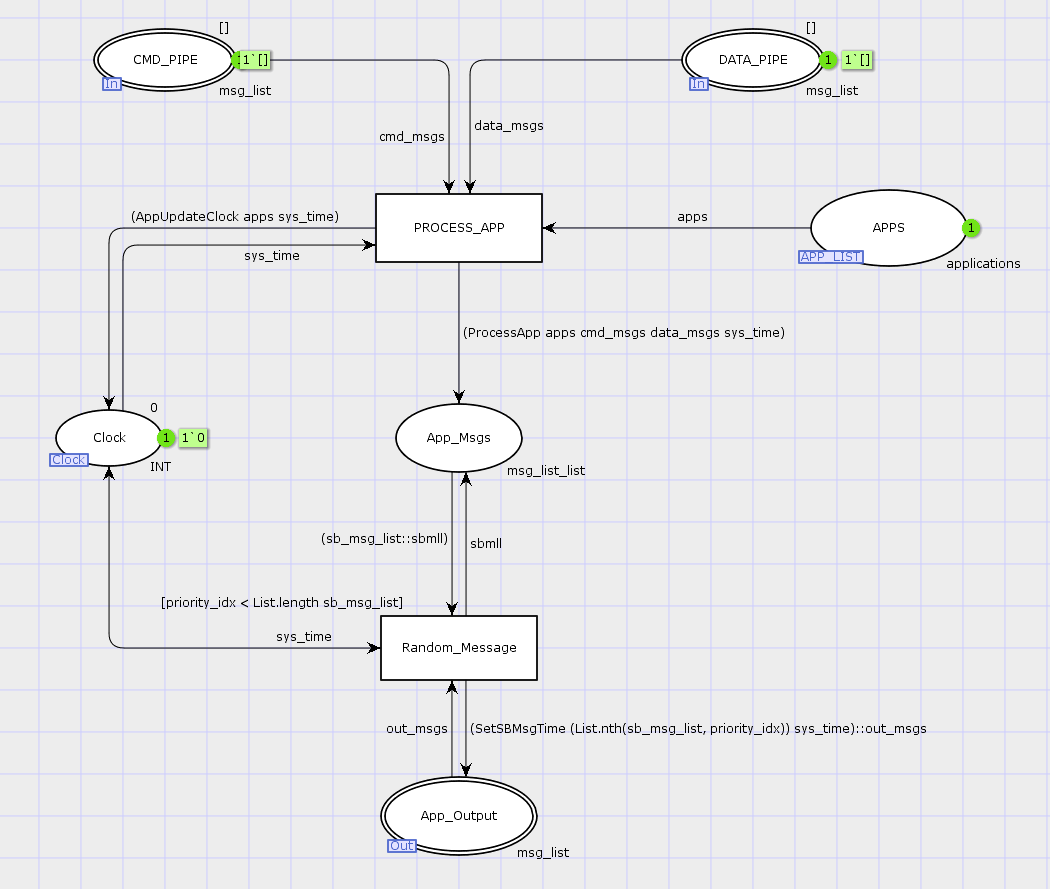 []
[]
CMD_PIPE
1`[]
DATA_PIPE
1
1`[]
In
msg_list
In
msg_list
cmd_msgs
data_msgs
(AppUpdateClock apps sys_time)
PROCESS_APP
apps
APPS
1
sys_time
APP_LIST
applications
(ProcessApp apps cmd_msgs data_msgs sys_time)
0
Clock
1
1`0
App_Msgs
Clock
INT
msg_list_list
(sb_msg_list::sbmll)
sbmll
[priority_idx < List.length sb_msg_list]
sys_time
Random_Message
out_msgs
(SetSBMsgTime (List.nth(sb_msg_list, priority_idx)) sys_time)::out_msgs
App_Output
Out
msg_list